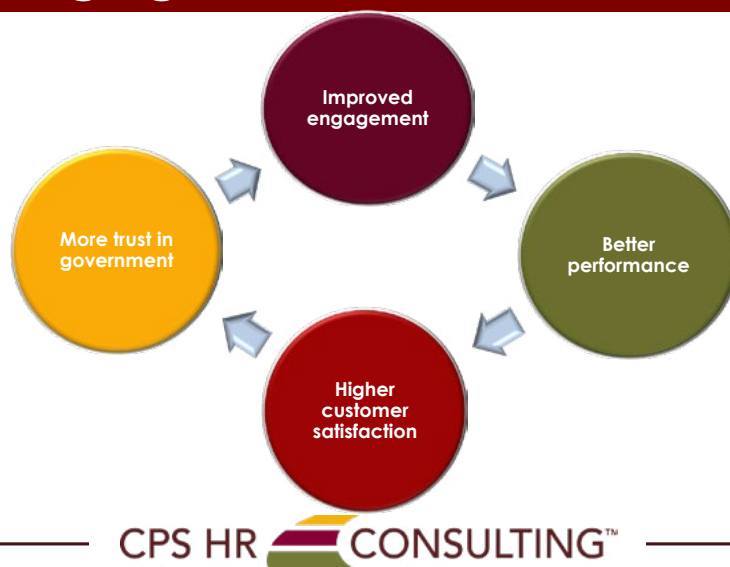 Improved
engagement
More trust in
government
Better
performance
Higher
customer
satisfaction
CPS HR CONSULTING™